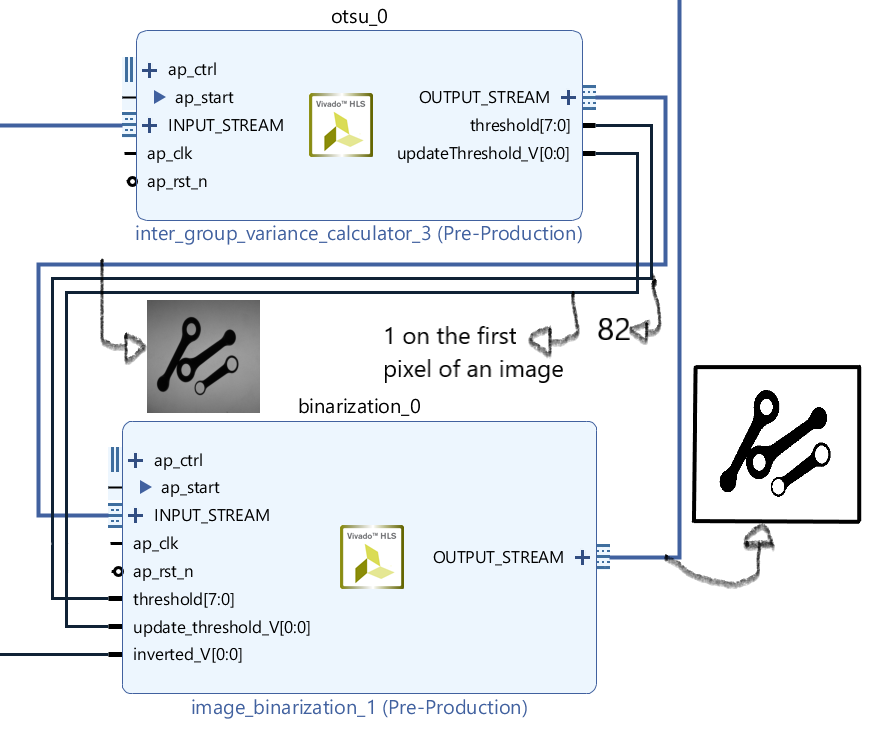 otsu_0
ap_ctrl
ap_start
INPUT_STREAM
ap_clk
ap_rst_n
Vivado™ HLS
OUTPUT_STREAM
threshold[7:0]
updateThreshold_V[0:0]
inter_group_variance_calculator_3 (Pre-Production)
1 on the first
pixel of an image
82
binarization_0
ap_ctrl
ap_start
INPUT_STREAM
ap_clk
ap_rst_n
threshold[7:0]
update_threshold_V[0:0]
inverted_V[0:0]
Vivado™ HLS
OUTPUT_STREAM
image_binarization_1 (Pre-Production)